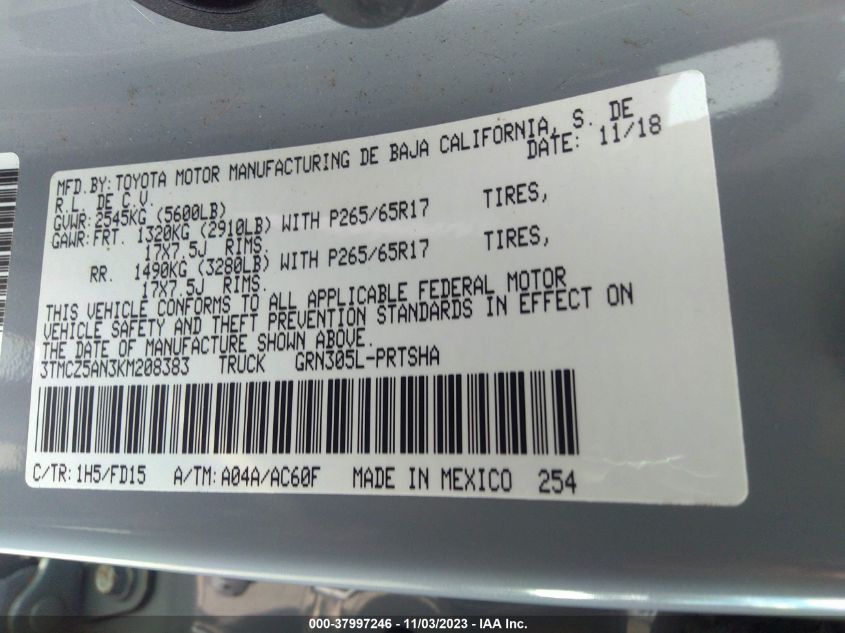 MFD. BY: TOYOTA MOTOR MANUFACTURING DE BAJA CALIFORNIA, S. DE
R.L. DE C.V. DATE: 11/18
GVWR: 2545KG (5600LB)
GAWR: FRT. 1320KG (2910LB) WITH P265/65R17 TIRES,
17X7.5J RIMS.
RR. 1490KG (3280LB) WITH P265/65R17 TIRES,
17X7.5J RIMS.
THIS VEHICLE CONFORMS TO ALL APPLICABLE FEDERAL MOTOR
VEHICLE SAFETY AND THEFT PREVENTION STANDARDS IN EFFECT ON
THE DATE OF MANUFACTURE SHOWN ABOVE.
3TMCZ5AN3KM208383 TRUCK GRN305L-PRTSHA
C/TR: 1H5/FD15 A/TM: A04A/AC60F MADE IN MEXICO 254
000-37997246 - 11/03/2023 - IAA Inc.